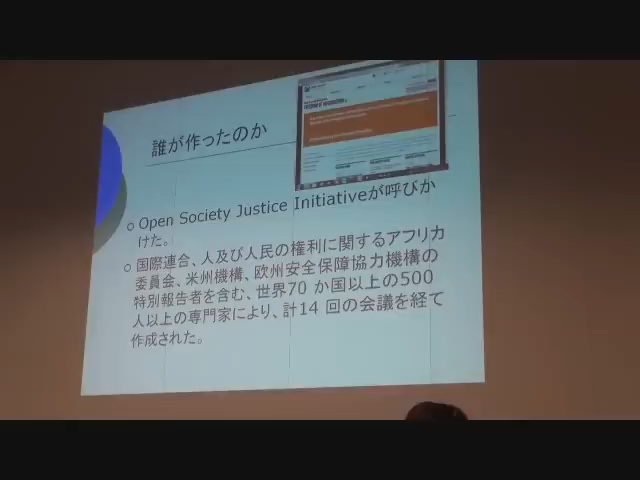 誰が作ったのか
Open Society Justice Initiativeが呼びか
けた。
国際連合、人及び人民の権利に関するアフリカ
委員会、米州機構、欧州安全保障協力機構の
特別報告者を含む、世界70 か国以上の500
人以上の専門家により、計14 回の会議を経て
作成された。